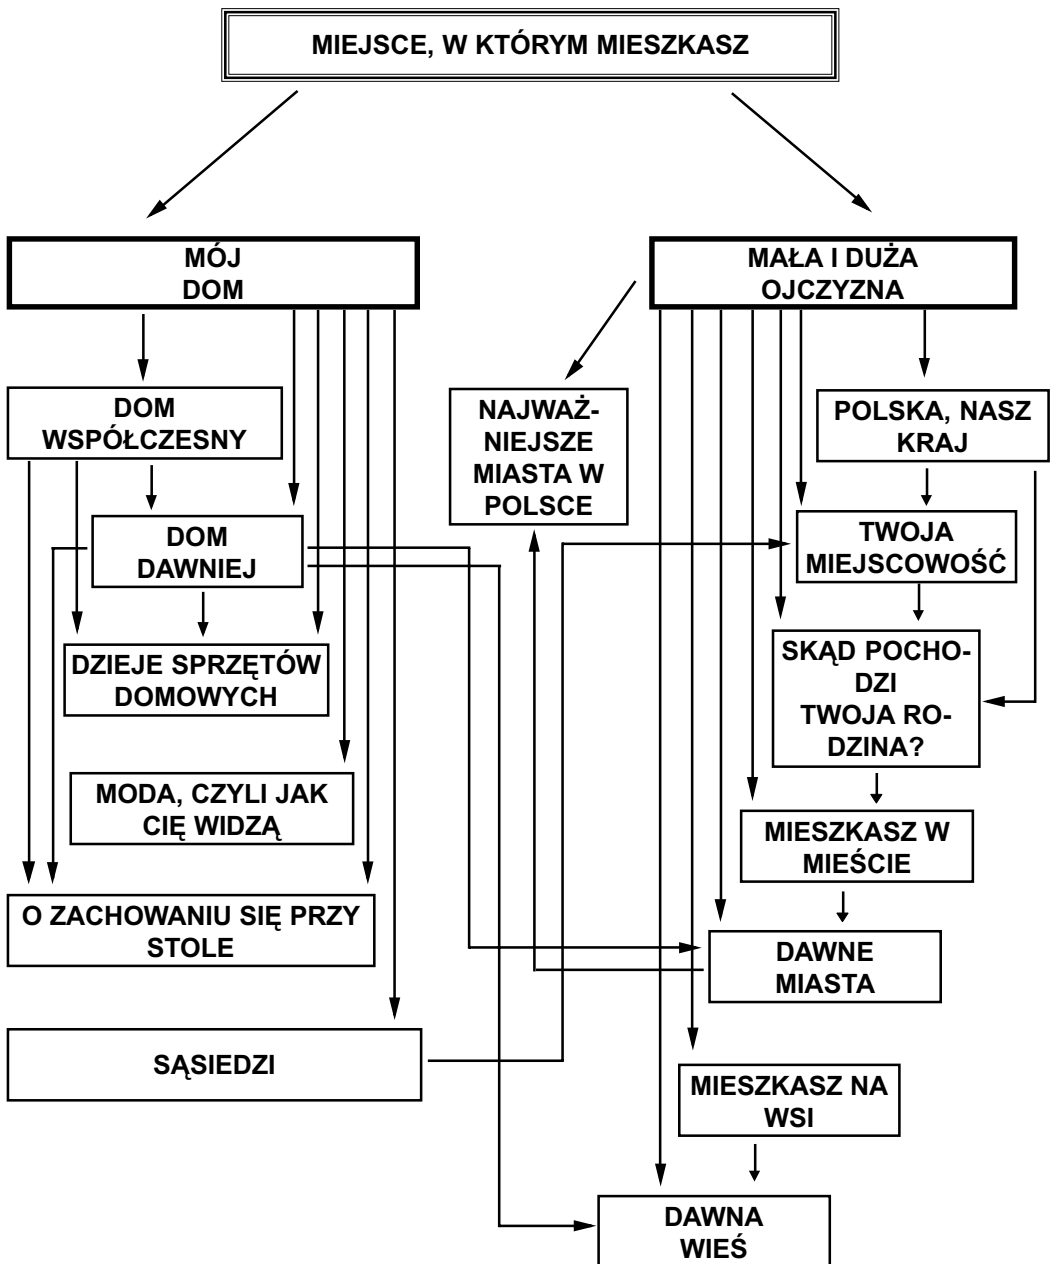 MIEJSCE, W KTÓRYM MIESZKASZ
MÓJ
DOM
MAŁA I DUŻA
OJCZYZNA
DOM
WSPÓŁCZESNY
NAJWAŻ-
NIEJSZE
MIASTA W
POLSCE
POLSKA, NASZ
KRAJ
DOM
DAWNIEJ
TWOJA
MIEJSCOWOŚĆ
DZIEJE SPRZĘTÓW
DOMOWYCH
SKĄD POCHO-
DZI
TWOJA RO-
DZINA?
MODA, CZYLI JAK
CIĘ WIDZĄ
MIESZKASZ W
MIEŚCIE
O ZACHOWANIU SIĘ PRZY
STOLE
DAWNE
MIASTA
SĄSIEDZI
MIESZKASZ NA
WSI
DAWNA
WIEŚ